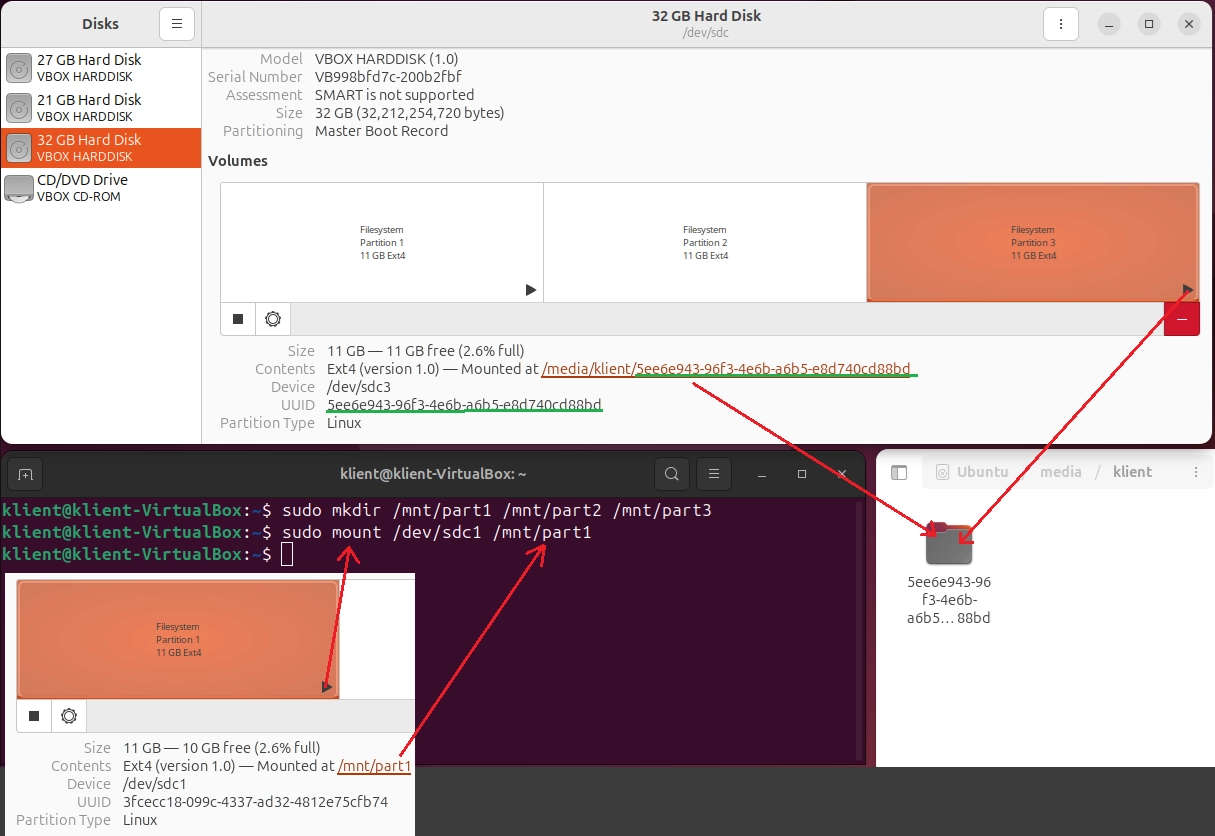 Disks
32 GB Hard Disk
/dev/sdc
27 GB Hard Disk
VBOX HARDDISK
21 GB Hard Disk
VBOX HARDDISK
32 GB Hard Disk
VBOX HARDDISK
CD/DVD Drive
VBOX CD-ROM
Model VBOX HARDDISK (1.0)
Serial Number VB998bfd7c-200b2fbf
Assessment SMART is not supported
Size 32 GB (32,212,254,720 bytes)
Partitioning Master Boot Record
Volumes
Filesystem
Partition 1
11 GB Ext4
Filesystem
Partition 2
11 GB Ext4
Filesystem
Partition 3
11 GB Ext4
Size 11 GB — 11 GB free (2.6% full)
Contents Ext4 (version 1.0) — Mounted at /media/klient/5ee6e943-96f3-4e6b-a6b5-e8d740cd88bd
Device /dev/sdc3
UUID 5ee6e943-96f3-4e6b-a6b5-e8d740cd88bd
Partition Type Linux
klient@klient-VirtualBox: ~
klient@klient-VirtualBox:~$ sudo mkdir /mnt/part1 /mnt/part2 /mnt/part3
klient@klient-VirtualBox:~$ sudo mount /dev/sdc1 /mnt/part1
klient@klient-VirtualBox:~$
Filesystem
Partition 1
11 GB Ext4
Size 11 GB — 10 GB free (2.6% full)
Contents Ext4 (version 1.0) — Mounted at /mnt/part1
Device /dev/sdc1
UUID 3fcecc18-099c-4337-ad32-4812e75cfb74
Partition Type Linux
Ubuntu / media / klient
5ee6e943-96
f3-4e6b-
a6b5…88bd